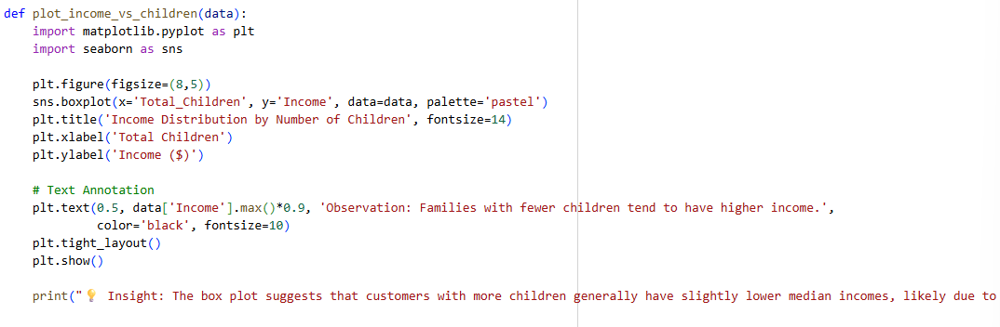 def plot_income_vs_children(data):
    import matplotlib.pyplot as plt
    import seaborn as sns
    plt.figure(figsize=(8,5))
    sns.boxplot(x='Total_Children', y='Income', data=data, palette='pastel')
    plt.title('Income Distribution by Number of Children', fontsize=14)
    plt.xlabel('Total Children')
    plt.ylabel('Income ($)')
    # Text Annotation
    plt.text(0.5, data['Income'].max()*0.9, 'Observation: Families with fewer children tend to have higher income.',
             color='black', fontsize=10)
    plt.tight_layout()
    plt.show()
    print("💡 Insight: The box plot suggests that customers with more children generally have slightly lower median incomes, likely due to